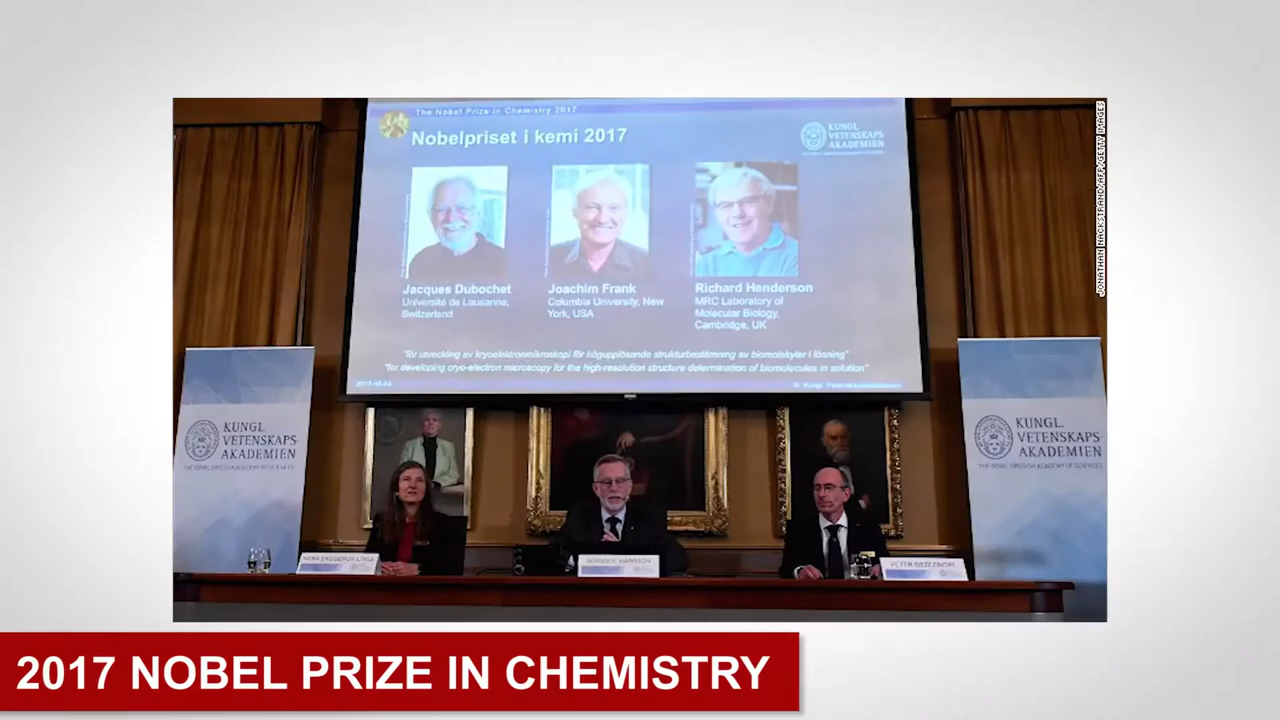 The Nobel Prize in Chemistry 2017
Nobelpriset i kemi 2017
KUNGL.
VETENSKAPS
AKADEMIEN
Jacques Dubochet
Université de Lausanne,
Switzerland
Joachim Frank
Columbia University, New
York, USA
Richard Henderson
MRC Laboratory of
Molecular Biology,
Cambridge, UK
"för utveckling av kryoelektronmikroskopi för högupplösande strukturbestämning av biomolekyler i lösning"
"for developing cryo-electron microscopy for the high-resolution structure determination of biomolecules in solution"
2017-10-04
JONATHAN NACKSTRAND/AFP/GETTY IMAGES
KUNGL.
VETENSKAPS-
AKADEMIEN
KUNGL.
VETENSKAPS-
AKADEMIEN
THE ROYAL SWEDISH ACADEMY OF SCIENCES
PETER BRZEZINSKI
2017 NOBEL PRIZE IN CHEMISTRY